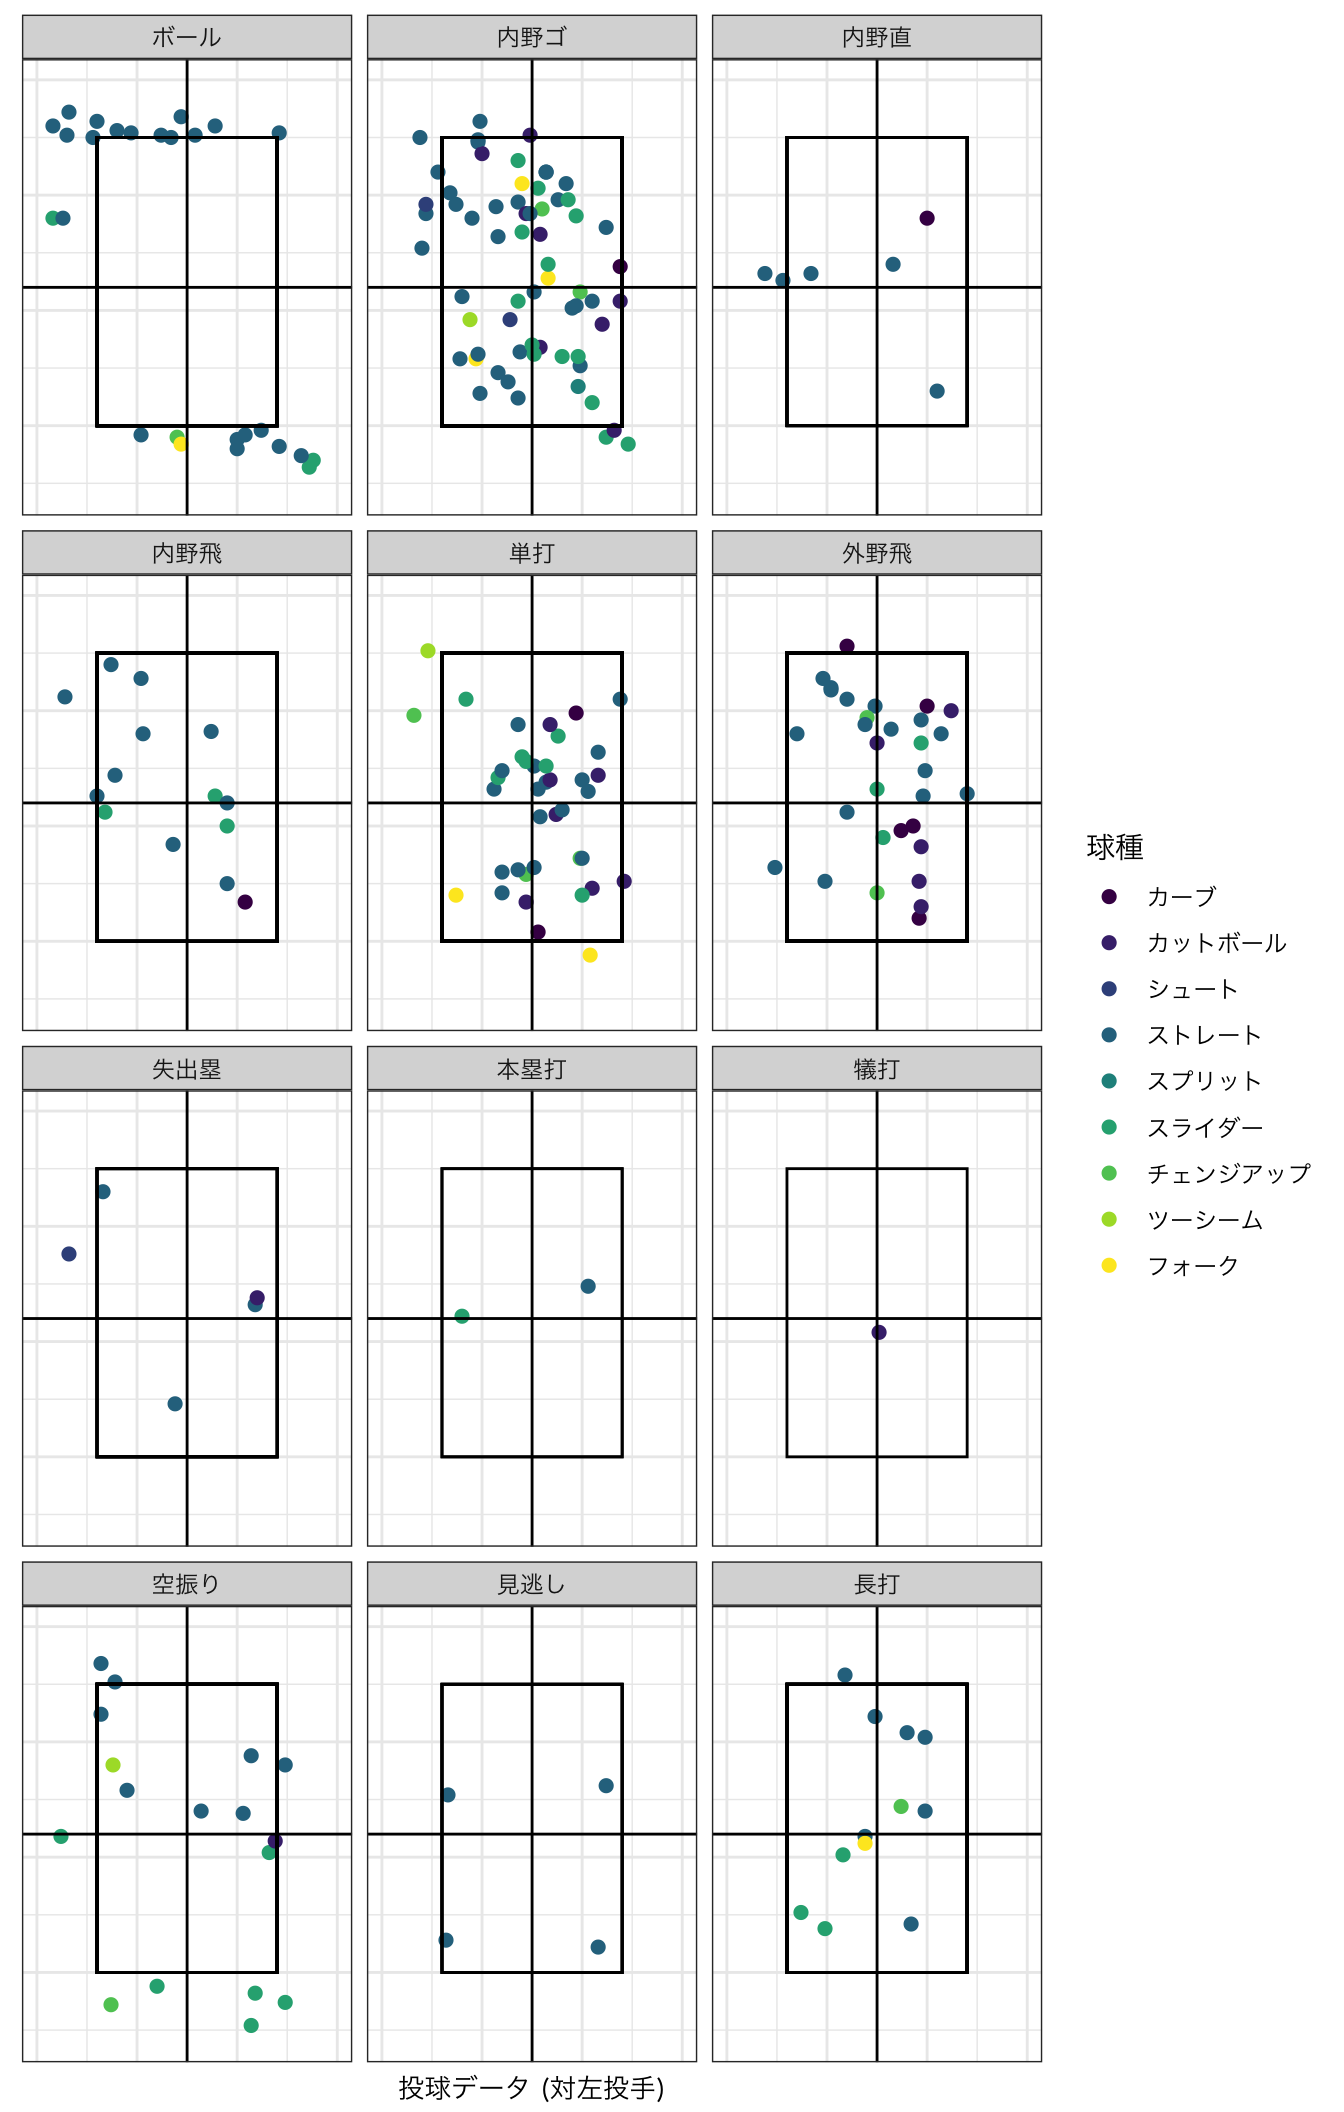 ボール
内野ゴ
内野直
内野飛
単打
外野飛
失出塁
本塁打
犠打
空振り
見逃し
長打
球種
カーブ
カットボール
シュート
ストレート
スプリット
スライダー
チェンジアップ
ツーシーム
フォーク
投球データ (対左投手)